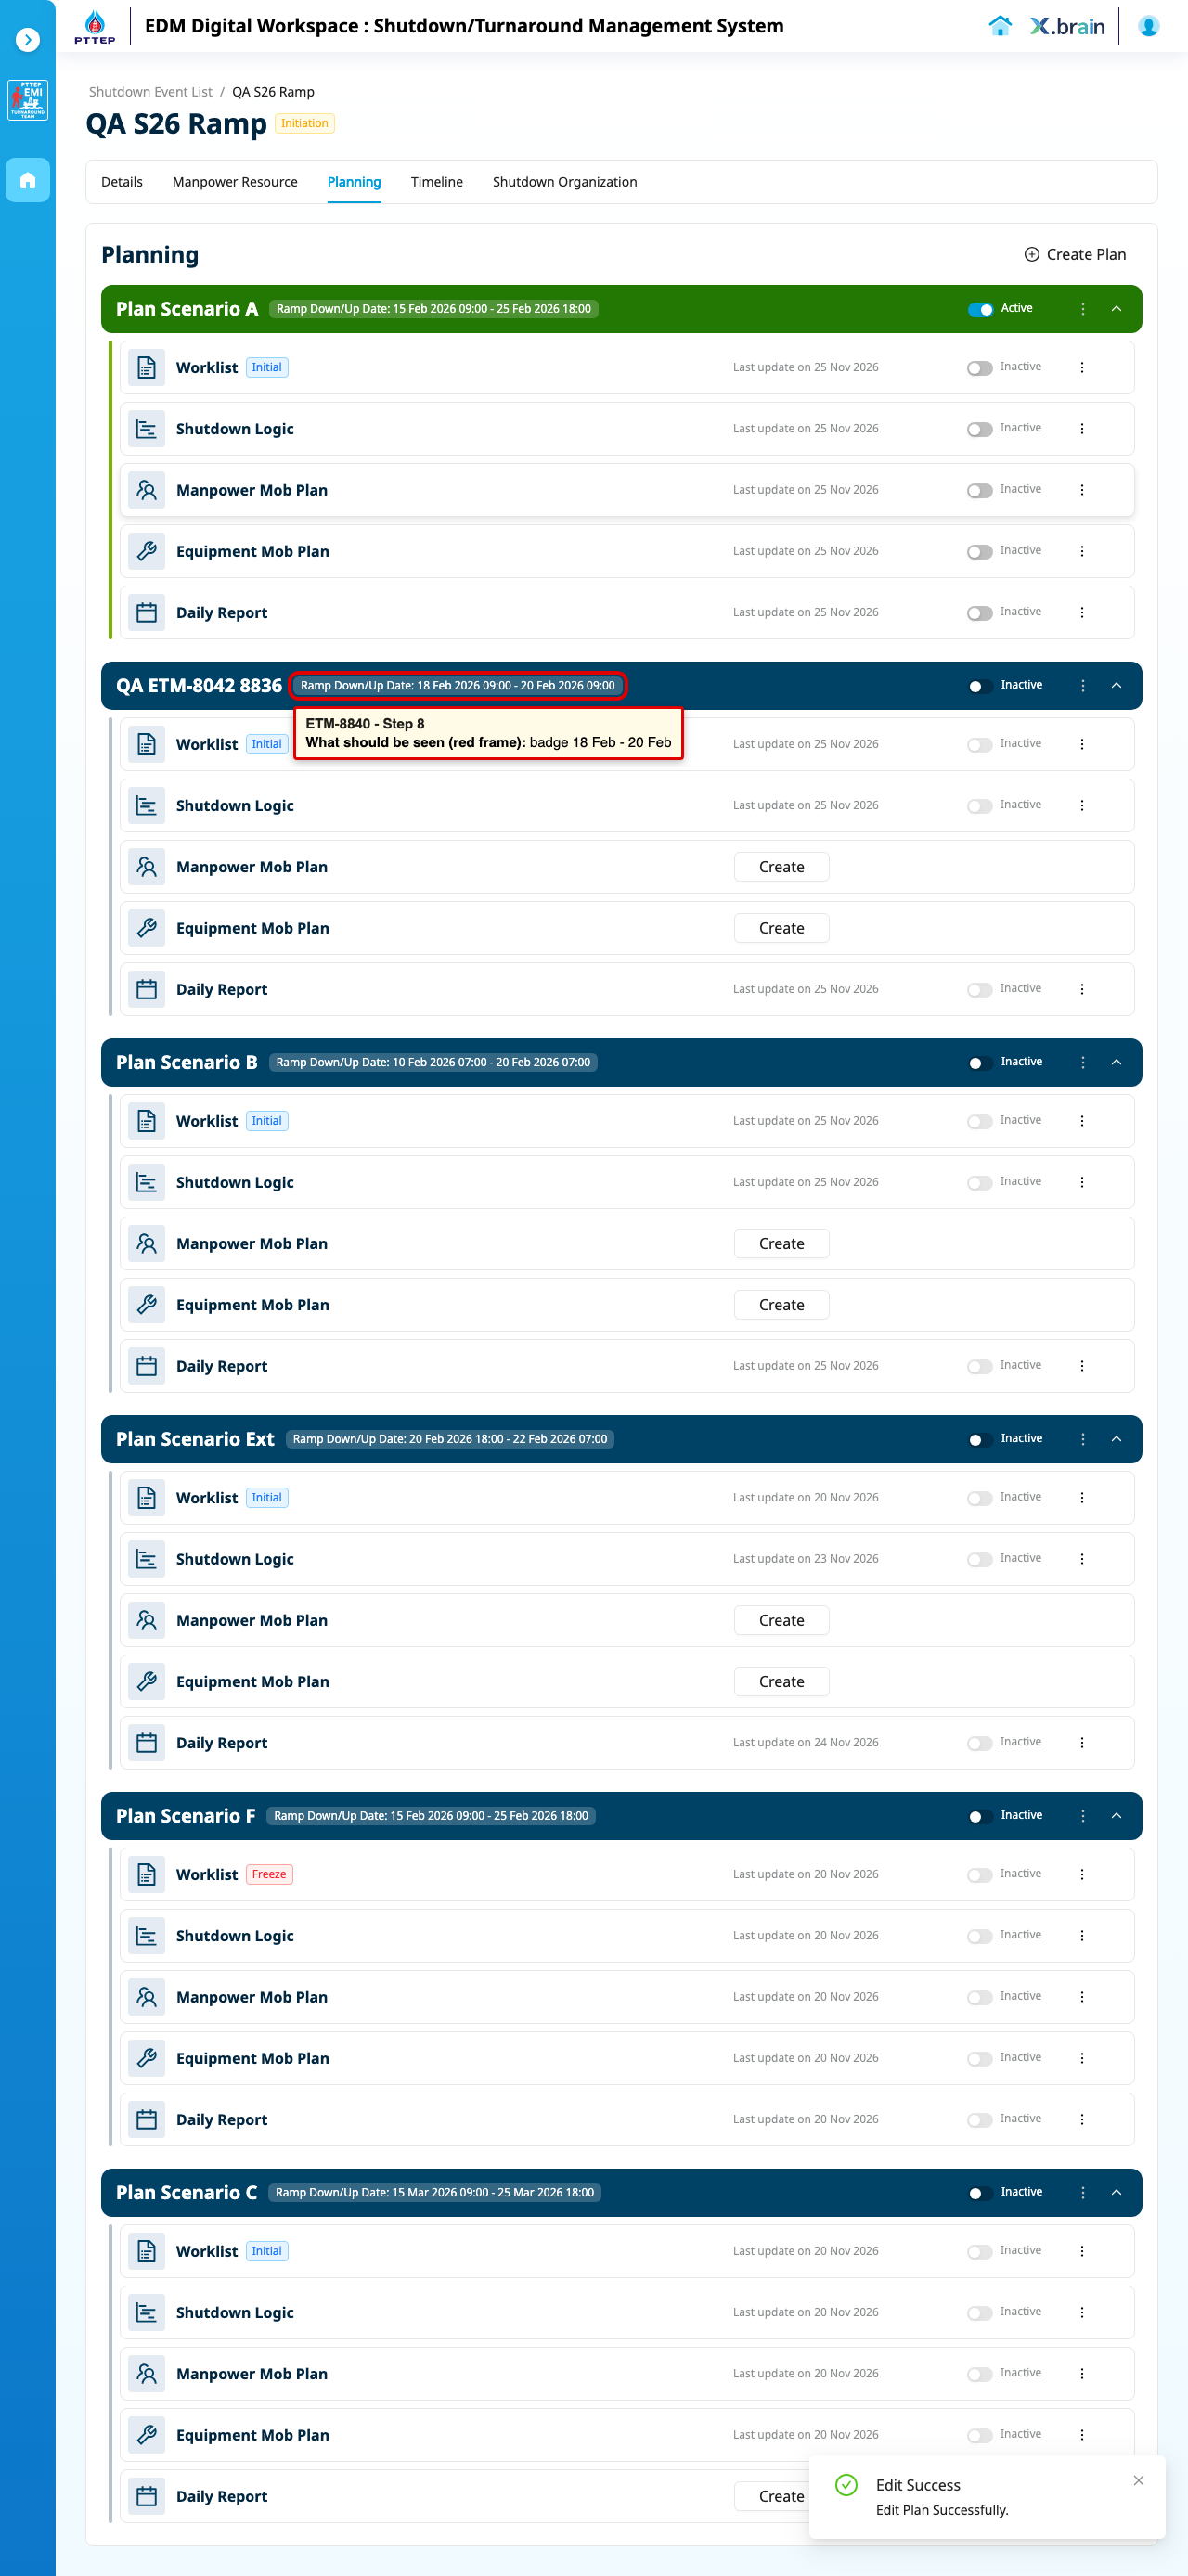 PTTEP
EDM Digital Workspace : Shutdown/Turnaround Management System
X.brain
PTTEP
EMI
TURNAROUND
TEAM
Shutdown Event List / QA S26 Ramp
QA S26 Ramp Initiation
Details Manpower Resource Planning Timeline Shutdown Organization
Planning Create Plan
Plan Scenario A Ramp Down/Up Date: 15 Feb 2026 09:00 - 25 Feb 2026 18:00 Active
Worklist Initial Last update on 25 Nov 2026 Inactive
Shutdown Logic Last update on 25 Nov 2026 Inactive
Manpower Mob Plan Last update on 25 Nov 2026 Inactive
Equipment Mob Plan Last update on 25 Nov 2026 Inactive
Daily Report Last update on 25 Nov 2026 Inactive
QA ETM-8042 8836 Ramp Down/Up Date: 18 Feb 2026 09:00 - 20 Feb 2026 09:00 Inactive
ETM-8840 - Step 8
What should be seen (red frame): badge 18 Feb - 20 Feb
Worklist Initial Last update on 25 Nov 2026 Inactive
Shutdown Logic Last update on 25 Nov 2026 Inactive
Manpower Mob Plan Create
Equipment Mob Plan Create
Daily Report Last update on 25 Nov 2026 Inactive
Plan Scenario B Ramp Down/Up Date: 10 Feb 2026 07:00 - 20 Feb 2026 07:00 Inactive
Worklist Initial Last update on 25 Nov 2026 Inactive
Shutdown Logic Last update on 25 Nov 2026 Inactive
Manpower Mob Plan Create
Equipment Mob Plan Create
Daily Report Last update on 25 Nov 2026 Inactive
Plan Scenario Ext Ramp Down/Up Date: 20 Feb 2026 18:00 - 22 Feb 2026 07:00 Inactive
Worklist Initial Last update on 20 Nov 2026 Inactive
Shutdown Logic Last update on 23 Nov 2026 Inactive
Manpower Mob Plan Create
Equipment Mob Plan Create
Daily Report Last update on 24 Nov 2026 Inactive
Plan Scenario F Ramp Down/Up Date: 15 Feb 2026 09:00 - 25 Feb 2026 18:00 Inactive
Worklist Freeze Last update on 20 Nov 2026 Inactive
Shutdown Logic Last update on 20 Nov 2026 Inactive
Manpower Mob Plan Last update on 20 Nov 2026 Inactive
Equipment Mob Plan Last update on 20 Nov 2026 Inactive
Daily Report Last update on 20 Nov 2026 Inactive
Plan Scenario C Ramp Down/Up Date: 15 Mar 2026 09:00 - 25 Mar 2026 18:00 Inactive
Worklist Initial Last update on 20 Nov 2026 Inactive
Shutdown Logic Last update on 20 Nov 2026 Inactive
Manpower Mob Plan Last update on 20 Nov 2026 Inactive
Equipment Mob Plan Last update on 20 Nov 2026 Inactive
Daily Report Create
Edit Success
Edit Plan Successfully.